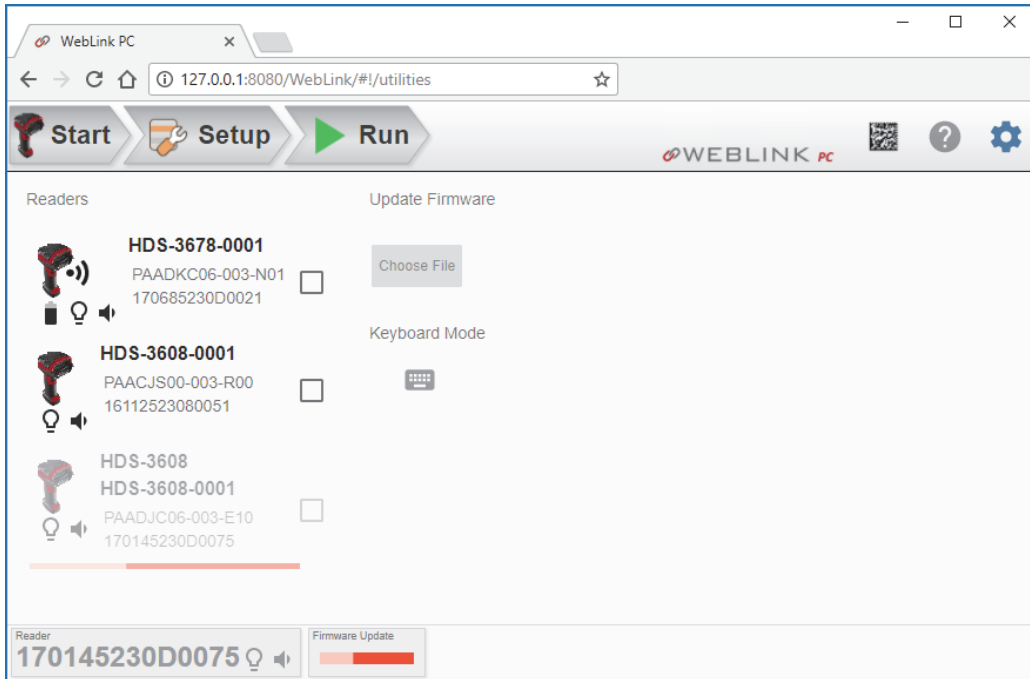 WebLink PC
127.0.0.1:8080/WebLink/#!/utilities
Start
Setup
Run
WEBLINK PC
Readers
HDS-3678-0001
PAADKC06-003-N01
170685230D0021
HDS-3608-0001
PAACJS00-003-R00
16112523080051
HDS-3608
HDS-3608-0001
PAADJC06-003-E10
170145230D0075
Update Firmware
Choose File
Keyboard Mode
Reader
170145230D0075
Firmware Update